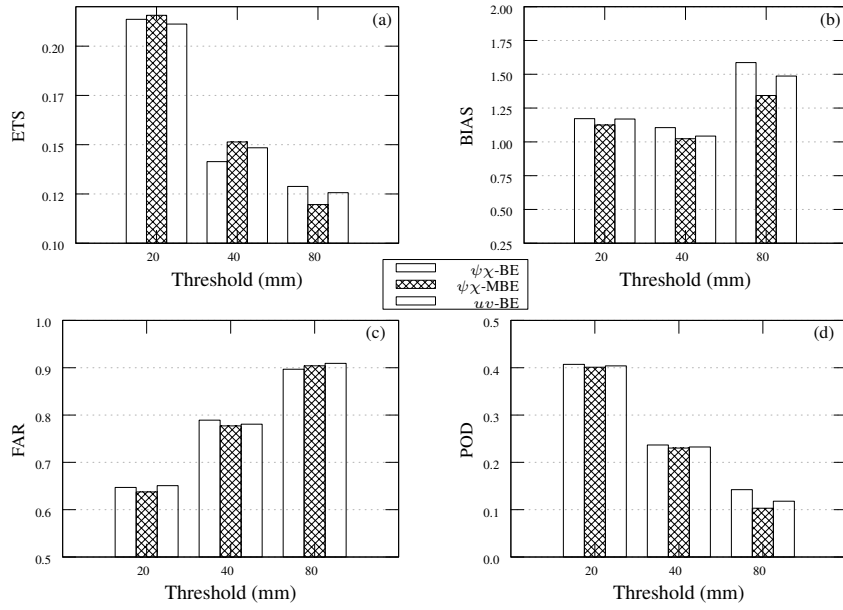 (a)
0.20
0.17
0.15
0.12
0.10
ETS
20
40
80
Threshold (mm)
(b)
2.00
1.75
1.50
1.25
1.00
0.75
0.50
0.25
BIAS
20
40
80
Threshold (mm)
ψχ-BE
ψχ-MBE
uv-BE
(c)
1.0
0.9
0.8
0.7
0.6
0.5
FAR
20
40
80
Threshold (mm)
(d)
0.5
0.4
0.3
0.2
0.1
0.0
POD
20
40
80
Threshold (mm)